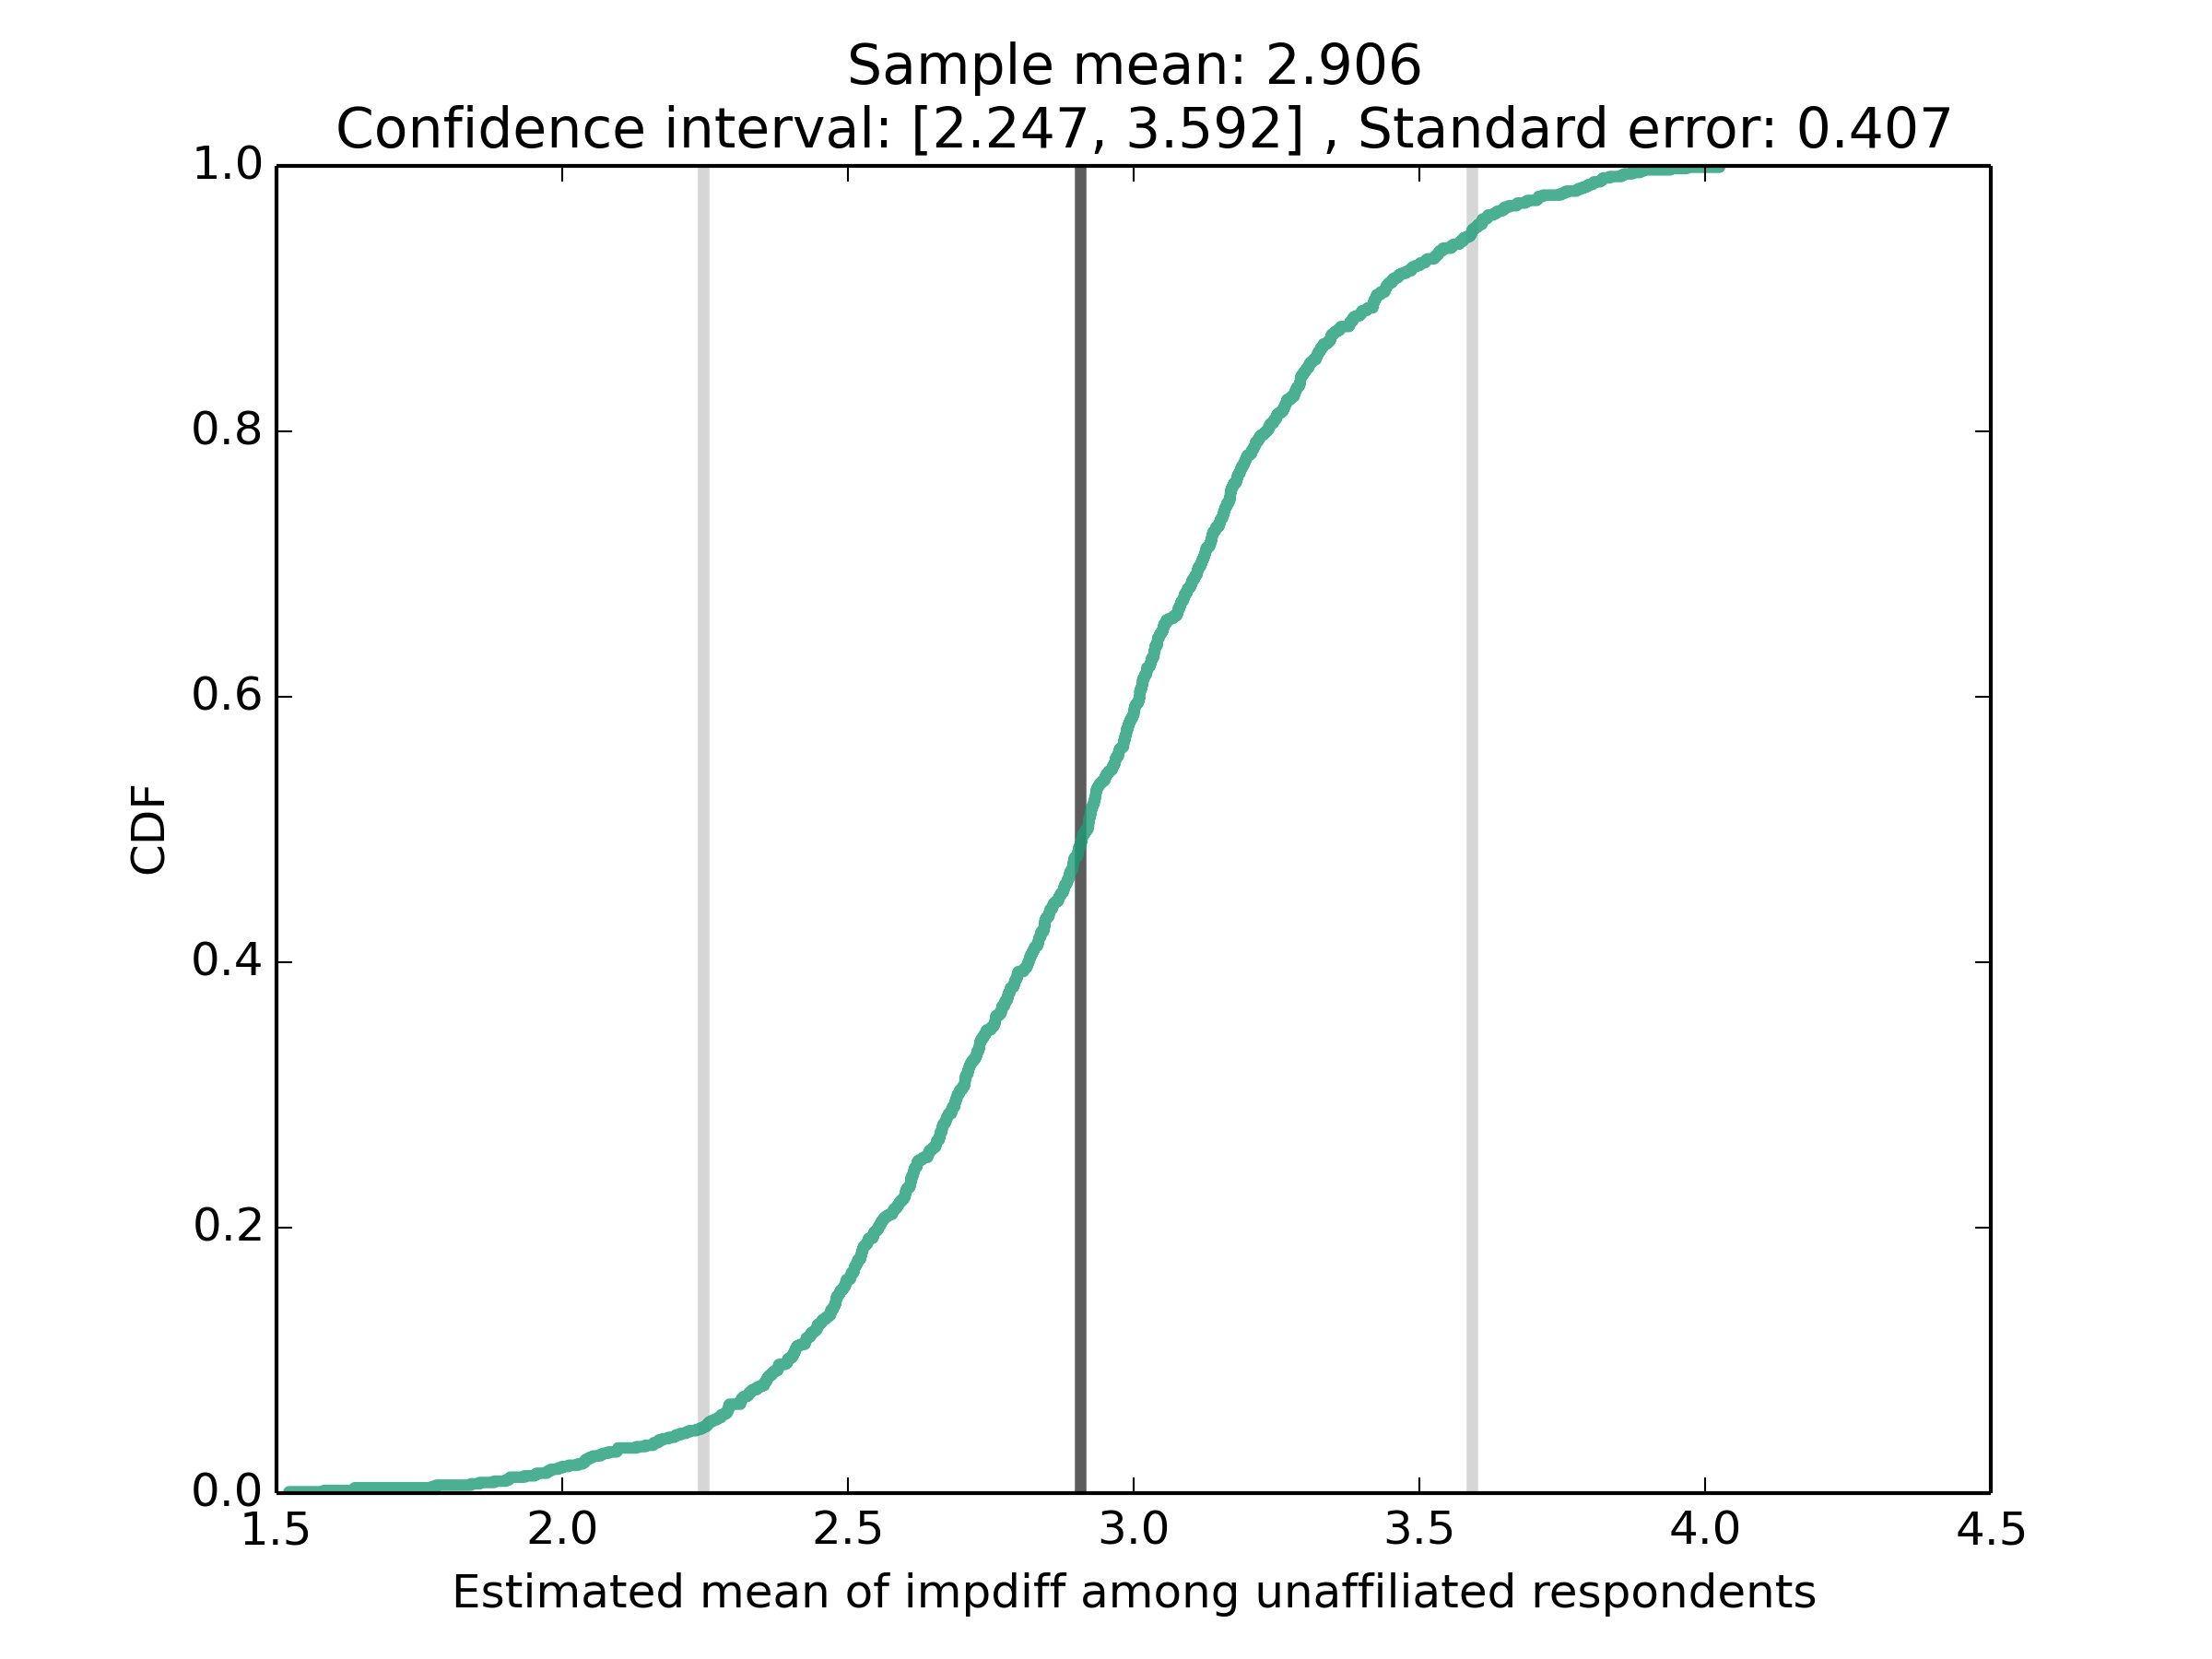 Sample mean: 2.906
Confidence interval: [2.247, 3.592] , Standard error: 0.407
1.0
0.8
0.6
0.4
0.2
0.0
CDF
1.5 2.0 2.5 3.0 3.5 4.0 4.5
Estimated mean of impdiff among unaffiliated respondents